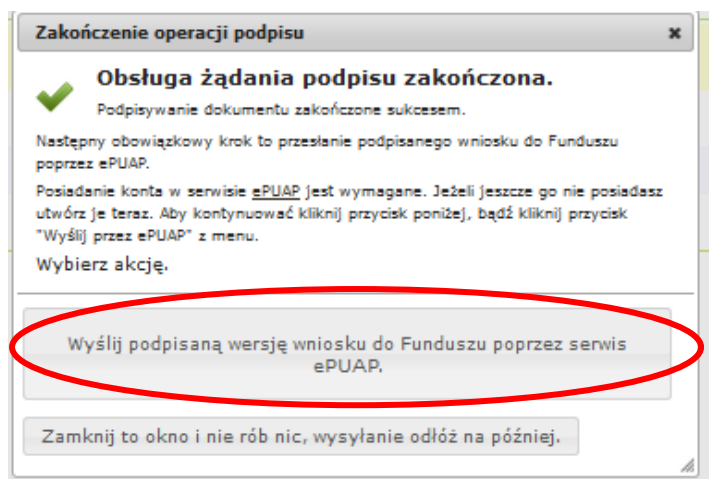 Zakończenie operacji podpisu
Obsługa żądania podpisu zakończona.
Podpisywanie dokumentu zakończone sukcesem.
Następny obowiązkowy krok to przesłanie podpisanego wniosku do Funduszu
poprzez ePUAP.
Posiadanie konta w serwisie ePUAP jest wymagane. Jeżeli jeszcze go nie posiadasz
utwórz je teraz. Aby kontynuować kliknij przycisk poniżej, bądź kliknij przycisk
"Wyślij przez ePUAP" z menu.
Wybierz akcję.
Wyślij podpisaną wersję wniosku do Funduszu poprzez serwis
ePUAP.
Zamknij to okno i nie rób nic, wysyłanie odłóż na później.